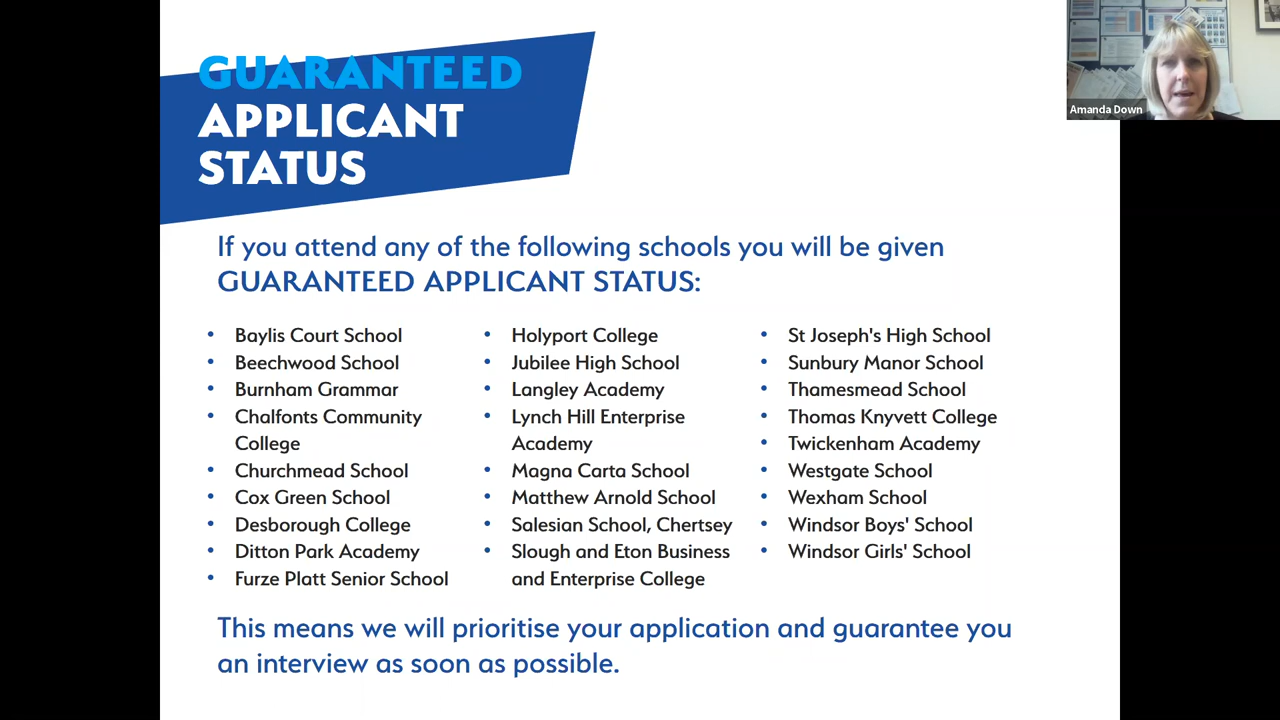 GUARANTEED
APPLICANT
STATUS
Amanda Down
If you attend any of the following schools you will be given
GUARANTEED APPLICANT STATUS:
• Baylis Court School
• Beechwood School
• Burnham Grammar
• Chalfonts Community
College
• Churchmead School
• Cox Green School
• Desborough College
• Ditton Park Academy
• Furze Platt Senior School
• Holyport College
• Jubilee High School
• Langley Academy
• Lynch Hill Enterprise
Academy
• Magna Carta School
• Matthew Arnold School
• Salesian School, Chertsey
• Slough and Eton Business
and Enterprise College
• St Joseph's High School
• Sunbury Manor School
• Thamesmead School
• Thomas Knyvett College
• Twickenham Academy
• Westgate School
• Wexham School
• Windsor Boys' School
• Windsor Girls' School
This means we will prioritise your application and guarantee you
an interview as soon as possible.